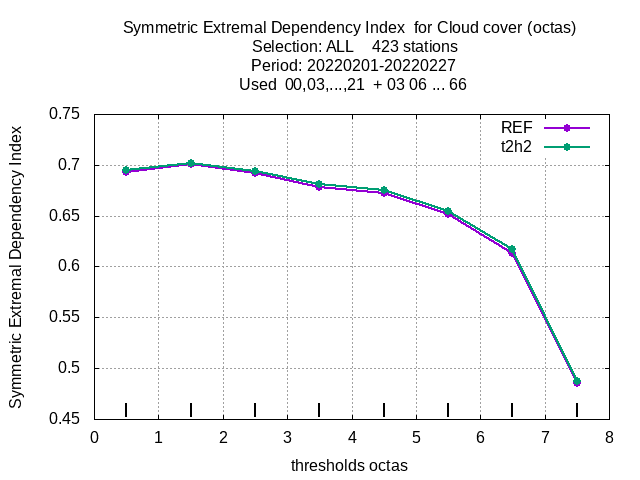 Symmetric Extremal Dependency Index  for Cloud cover (octas)
Selection: ALL    423 stations
Period: 20220201-20220227
Used  00,03,...,21  + 03 06 ... 66
REF
t2h2
Symmetric Extremal Dependency Index
0.75
0.7
0.65
0.6
0.55
0.5
0.45
0 1 2 3 4 5 6 7 8
thresholds octas